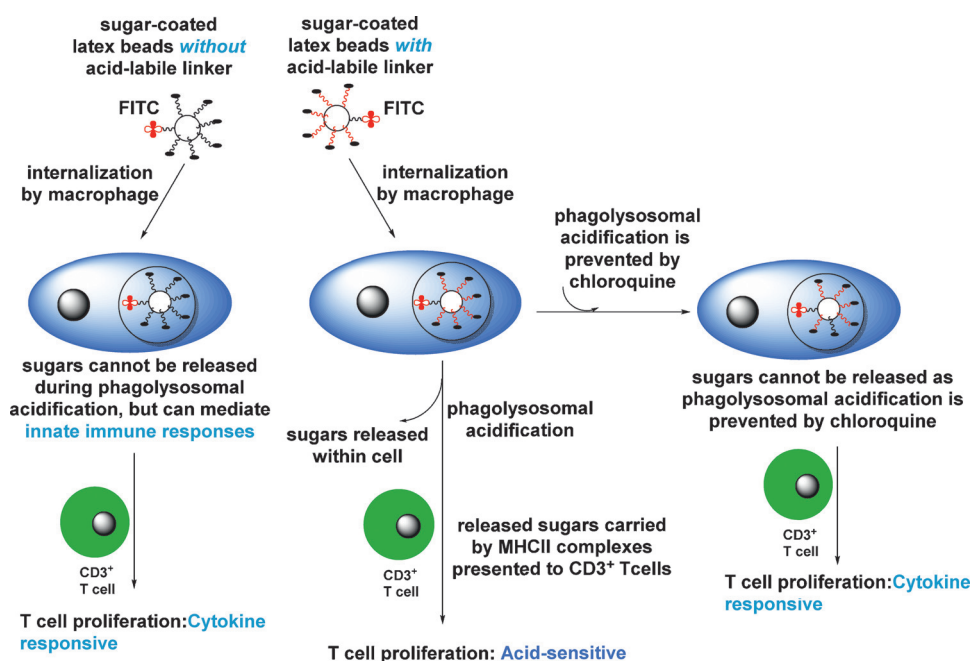 sugar-coated
latex beads without
acid-labile linker
FITC
internalization
by macrophage
sugars cannot be released
during phagolysosomal
acidification, but can mediate
innate immune responses
CD3⁺
T cell
T cell proliferation:Cytokine
responsive
sugar-coated
latex beads with
acid-labile linker
FITC
internalization
by macrophage
phagolysosomal
acidification
sugars released
within cell
CD3⁺
T cell
released sugars carried
by MHCII complexes
presented to CD3⁺ Tcells
T cell proliferation: Acid-sensitive
phagolysosomal
acidification is
prevented by
chloroquine
sugars cannot be released as
phagolysosomal acidification is
prevented by chloroquine
CD3⁺
T cell
T cell proliferation:Cytokine
responsive